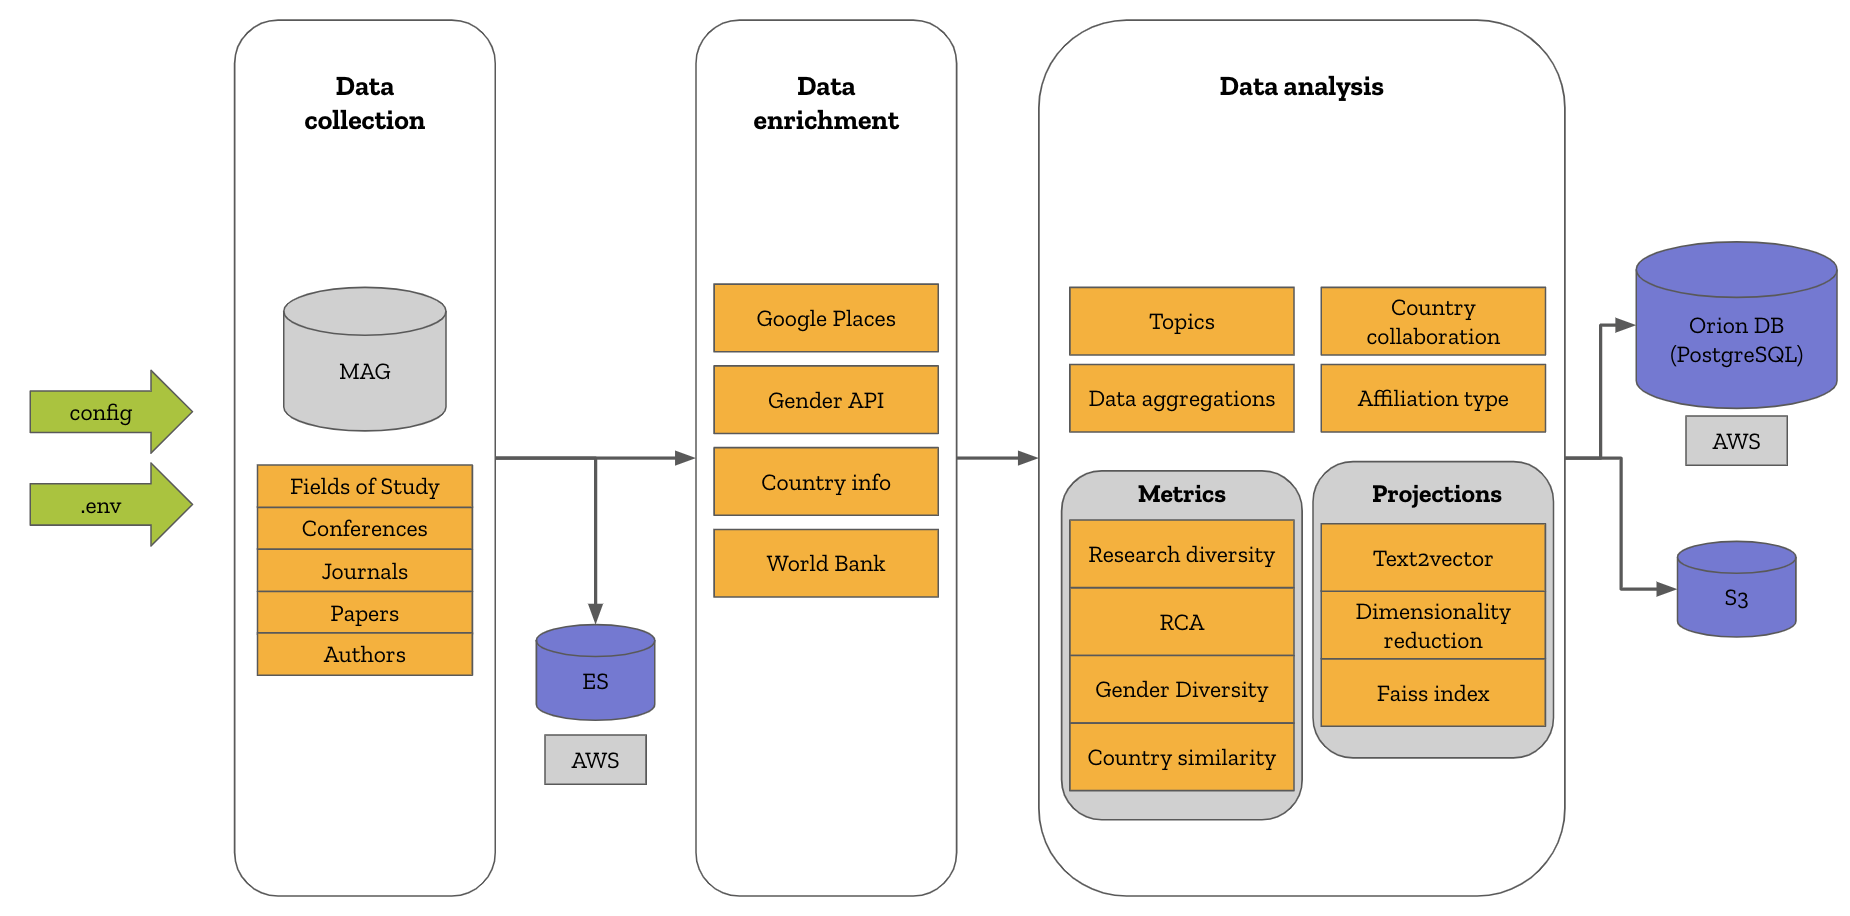 config
.env
Data
collection
MAG
Fields of Study
Conferences
Journals
Papers
Authors
ES
AWS
Data
enrichment
Google Places
Gender API
Country info
World Bank
Data analysis
Topics
Country
collaboration
Data aggregations
Affiliation type
Metrics
Research diversity
RCA
Gender Diversity
Country similarity
Projections
Text2vector
Dimensionality
reduction
Faiss index
Orion DB
(PostgreSQL)
AWS
S3